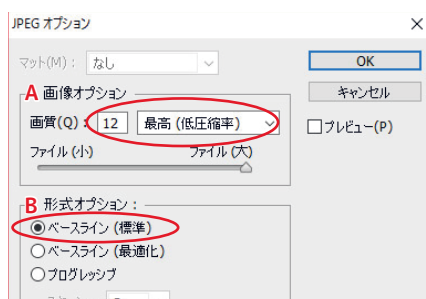 JPEG オプション
マット(M)： なし
OK
A 画像オプション
キャンセル
画質(Q)： 12 最高 (低圧縮率)
プレビュー(P)
ファイル (小) ファイル (大)
B 形式オプション：
ベースライン (標準)
ベースライン (最適化)
プログレッシブ